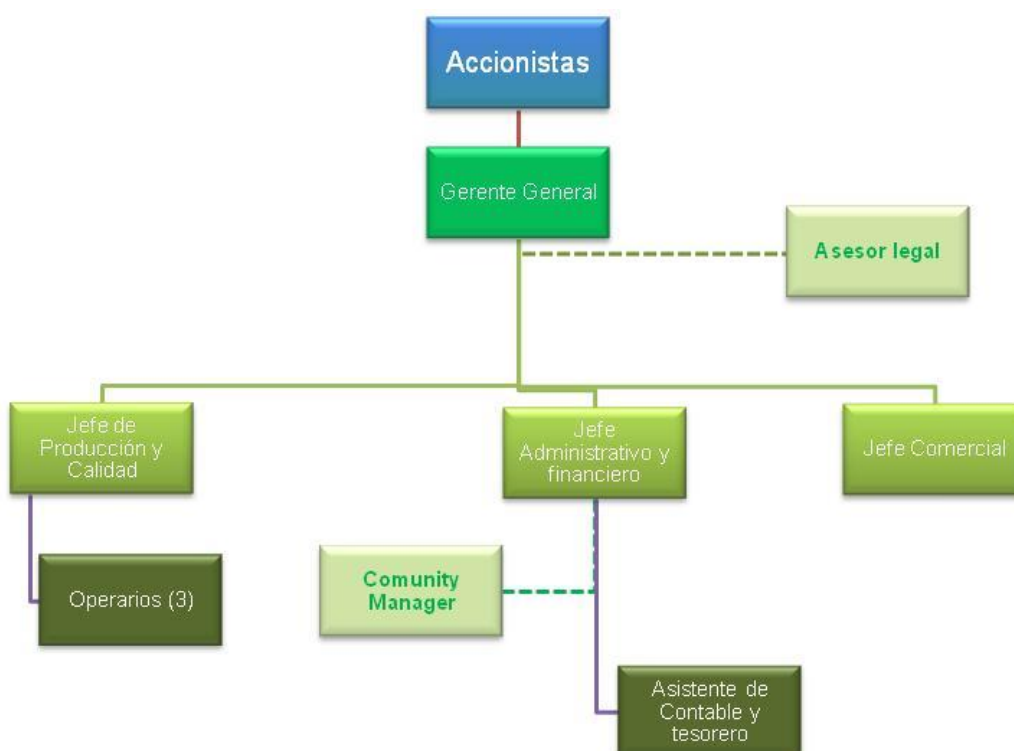 Accionistas
Gerente General
Asesor legal
Jefe de
Producción y
Calidad
Jefe
Administrativo y
financiero
Jefe Comercial
Operarios (3)
Comunity
Manager
Asistente de
Contable y
tesorero